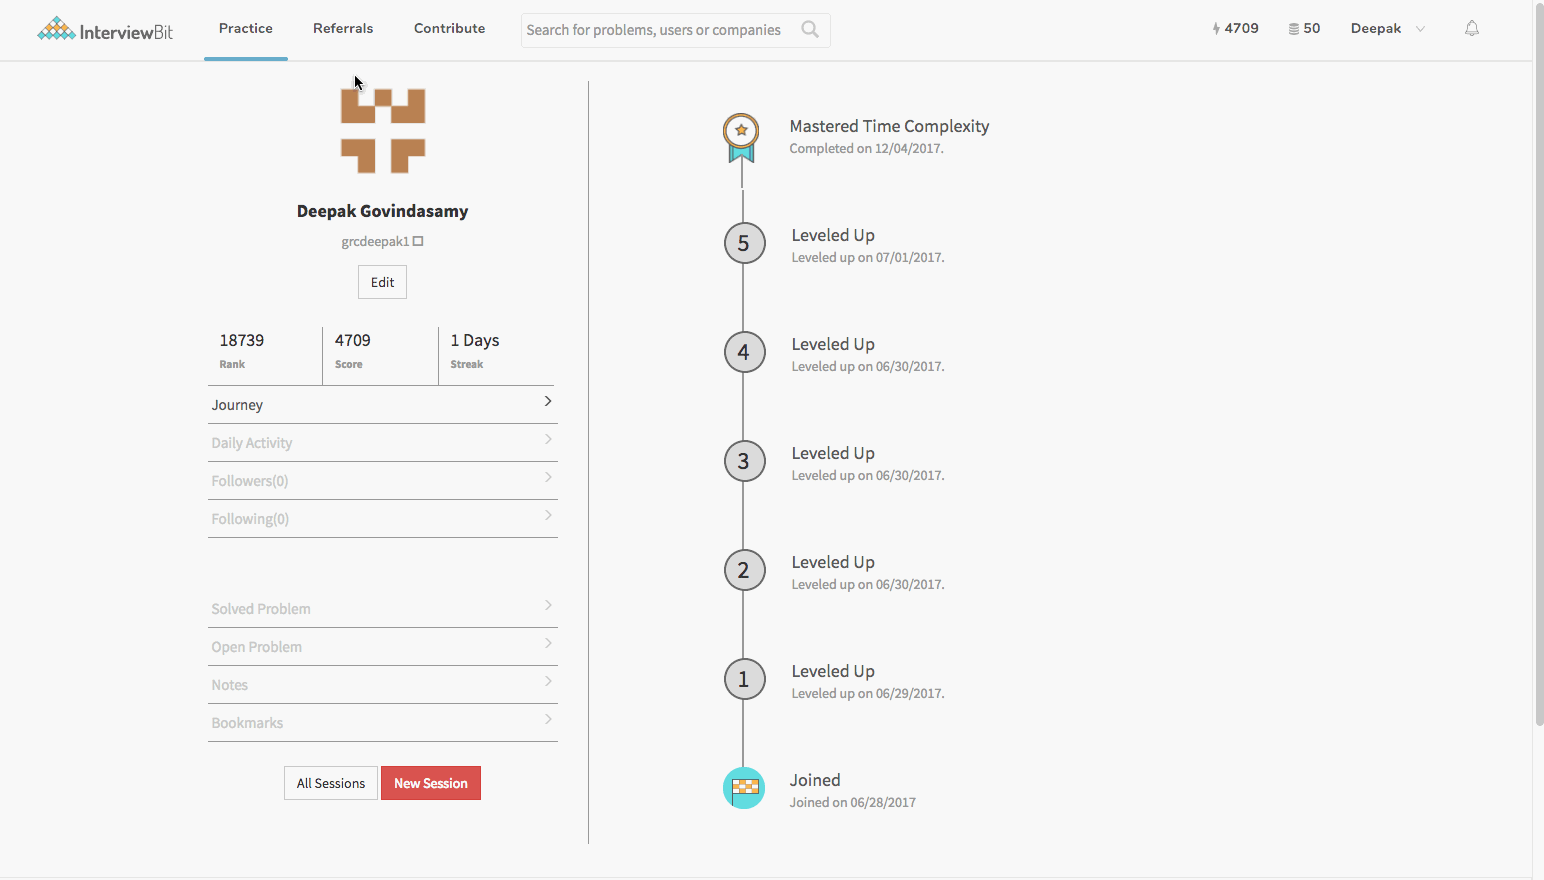 InterviewBit
Practice
Referrals
Contribute
Search for problems, users or companies
4709
50
Deepak
Deepak Govindasamy
grcdeepak1
Edit
18739
Rank
4709
Score
1 Days
Streak
Journey
Daily Activity
Followers(0)
Following(0)
Solved Problem
Open Problem
Notes
Bookmarks
All Sessions
New Session
Mastered Time Complexity
Completed on 12/04/2017.
5
Leveled Up
Leveled up on 07/01/2017.
4
Leveled Up
Leveled up on 06/30/2017.
3
Leveled Up
Leveled up on 06/30/2017.
2
Leveled Up
Leveled up on 06/30/2017.
1
Leveled Up
Leveled up on 06/29/2017.
Joined
Joined on 06/28/2017